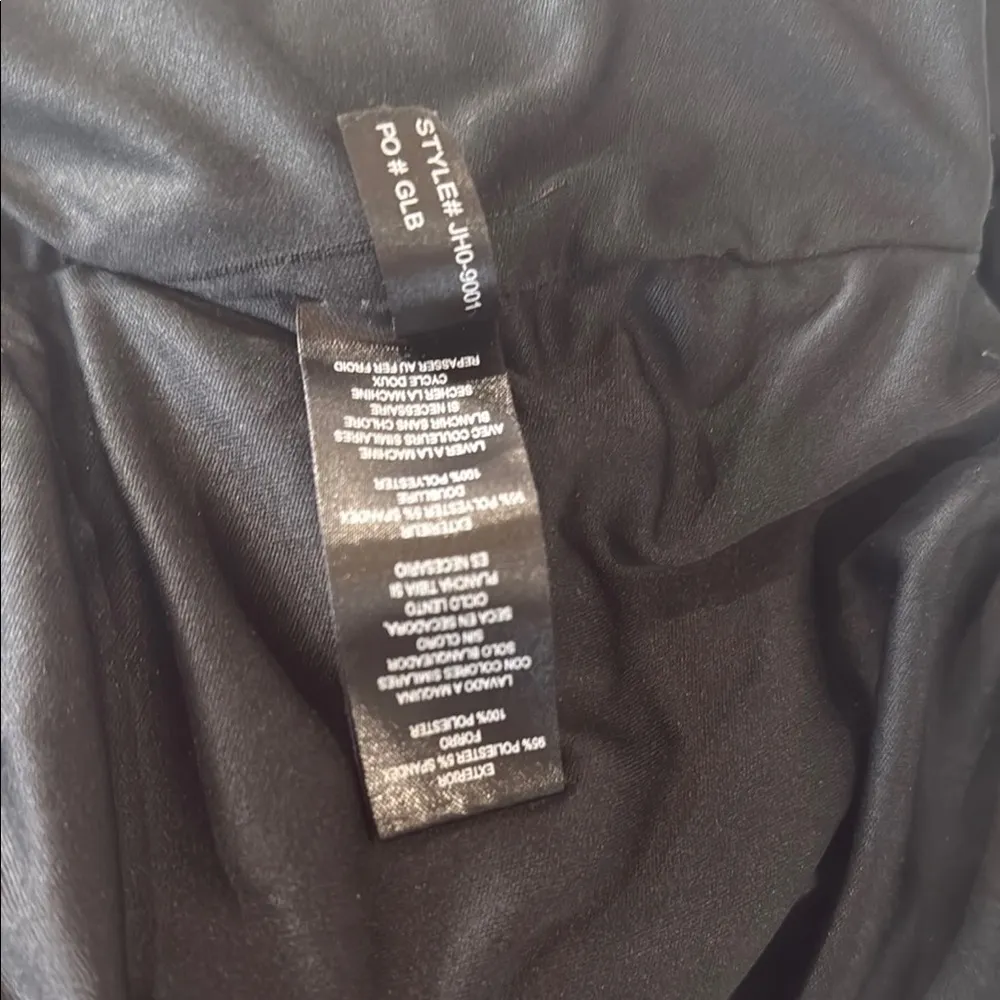 STYLE# JH0-9001
PO # GLB
EXTERIOR
95% POLIESTER 5% SPANDEX
FORRO
100% POLIESTER
LAVADO A MAQUINA
CON COLORES SIMILARES
SOLO BLANQUEADOR
SIN CLORO
SECA EN SECADORA,
CICLO LENTO
PLANCHA TIBIA SI
ES NECESARIO
EXTERIEUR
95% POLYESTER 5% SPANDEX
DOUBLURE
100% POLYESTER
LAVER A LA MACHINE
AVEC COULEURS SIMILAIRES
BLANCHIR SANS CHLORE
SI NECESSAIRE
SECHER LA MACHINE
CYCLE DOUX
REPASSER AU FER FROID